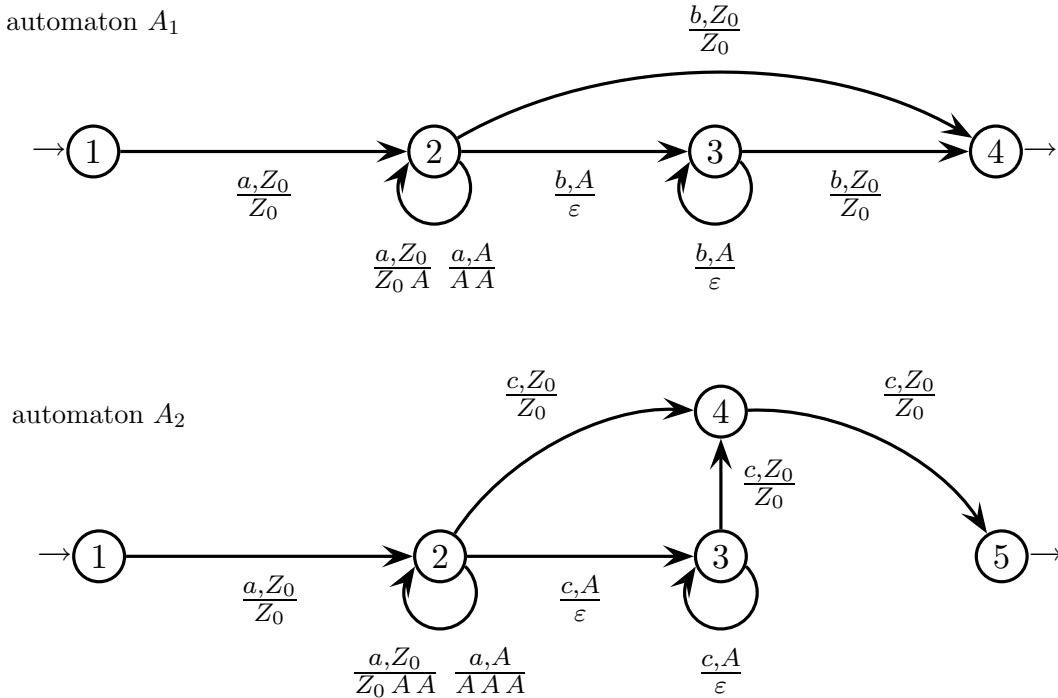 automaton A₁
b,Z₀
Z₀
→ 1 2 3 4 →
a,Z₀ b,A b,Z₀
Z₀ ε Z₀
a,Z₀ a,A b,A
Z₀ A A A ε
c,Z₀ c,Z₀
Z₀ Z₀
automaton A₂ 4
c,Z₀
Z₀
→ 1 2 3 5 →
a,Z₀ c,A
Z₀ ε
a,Z₀ a,A c,A
Z₀ A A A A A ε